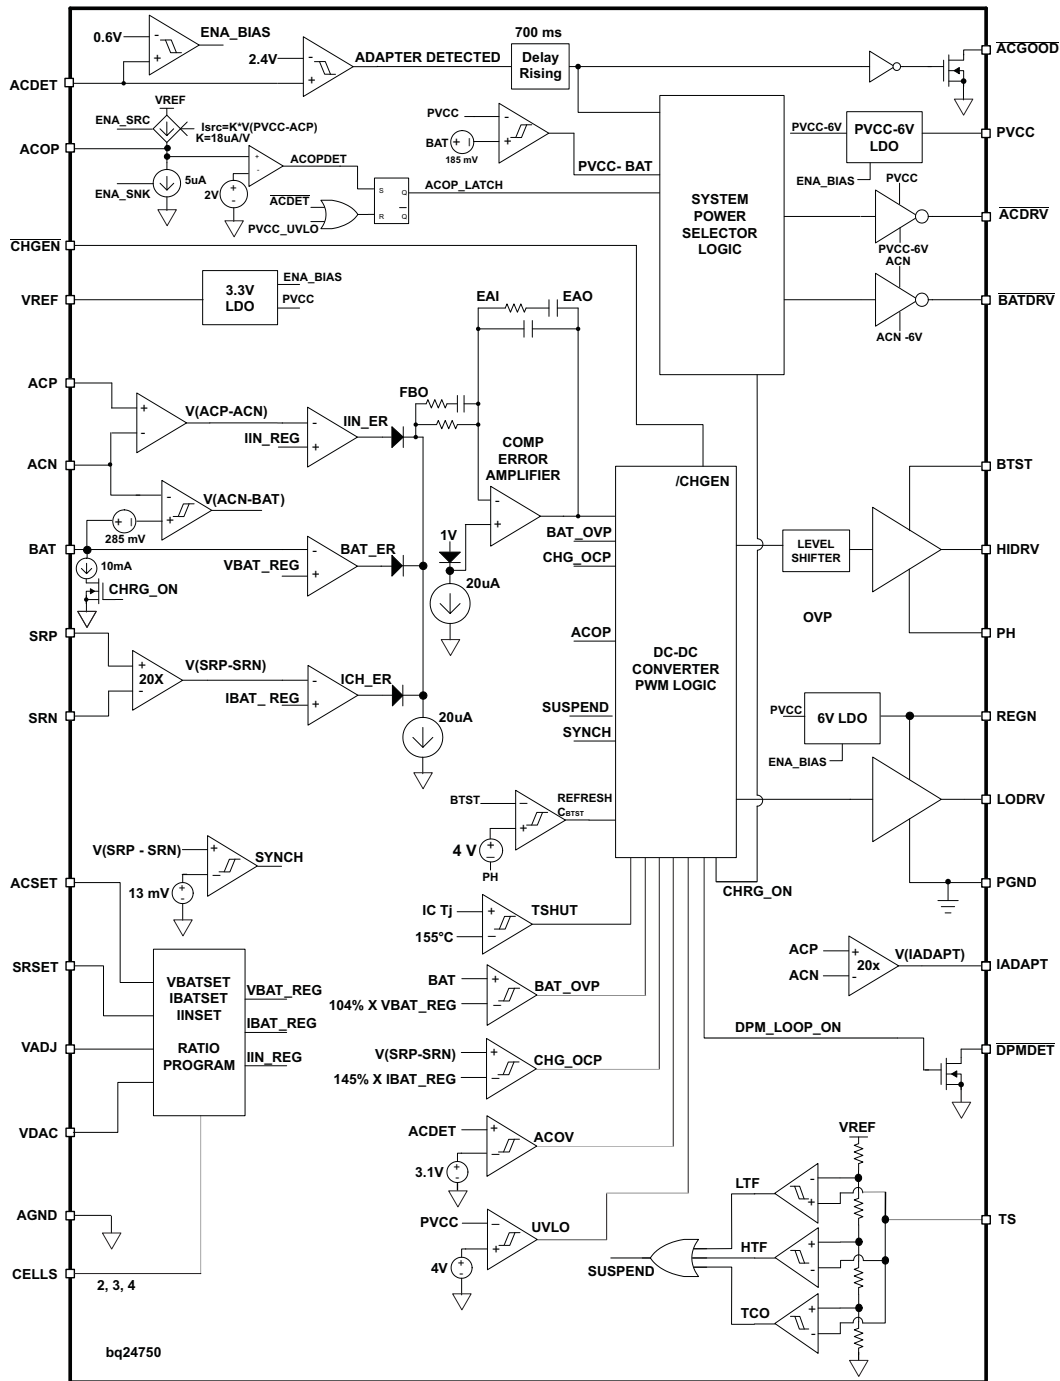 ACDET
ACOP
CHGEN
VREF
ACP
ACN
BAT
SRP
SRN
ACSET
SRSET
VADJ
VDAC
AGND
CELLS
0.6V
-
+
ENA_BIAS
2.4V
-
+
ADAPTER DETECTED
700 ms
Delay
Rising
VREF
ENA_SRC
Isrc=K*V(PVCC-ACP)
K=18uA/V
ENA_SNK
5uA
2V
ACOPDET
ACDET
PVCC_UVLO
S
R
Q
Q
ACOP_LATCH
PVCC
BAT
185 mV
PVCC- BAT
SYSTEM
POWER
SELECTOR
LOGIC
PVCC-6V
PVCC-6V
LDO
ENA_BIAS
PVCC
PVCC-6V
ACN
ACN -6V
3.3V
LDO
ENA_BIAS
PVCC
EAI
EAO
FBO
V(ACP-ACN)
IIN_REG
IIN_ER
COMP
ERROR
AMPLIFIER
V(ACN-BAT)
285 mV
10mA
CHRG_ON
VBAT_REG
BAT_ER
1V
20uA
20X
V(SRP-SRN)
IBAT_ REG
ICH_ER
20uA
/CHGEN
BAT_OVP
CHG_OCP
ACOP
SUSPEND
SYNCH
DC-DC
CONVERTER
PWM LOGIC
LEVEL
SHIFTER
OVP
PVCC
6V LDO
ENA_BIAS
BTST
4 V
PH
REFRESH
CBTST
CHRG_ON
V(SRP - SRN)
13 mV
SYNCH
IC Tj
155°C
TSHUT
BAT
104% X VBAT_REG
BAT_OVP
V(SRP-SRN)
145% X IBAT_REG
CHG_OCP
ACDET
3.1V
ACOV
PVCC
4V
UVLO
VBATSET
IBATSET
IINSET
RATIO
PROGRAM
VBAT_REG
IBAT_REG
IIN_REG
2, 3, 4
ACP
ACN
20x
V(IADAPT)
DPM_LOOP_ON
VREF
LTF
HTF
TCO
SUSPEND
ACGOOD
PVCC
ACDRV
BATDRV
BTST
HIDRV
PH
REGN
LODRV
PGND
IADAPT
DPMDET
TS
bq24750